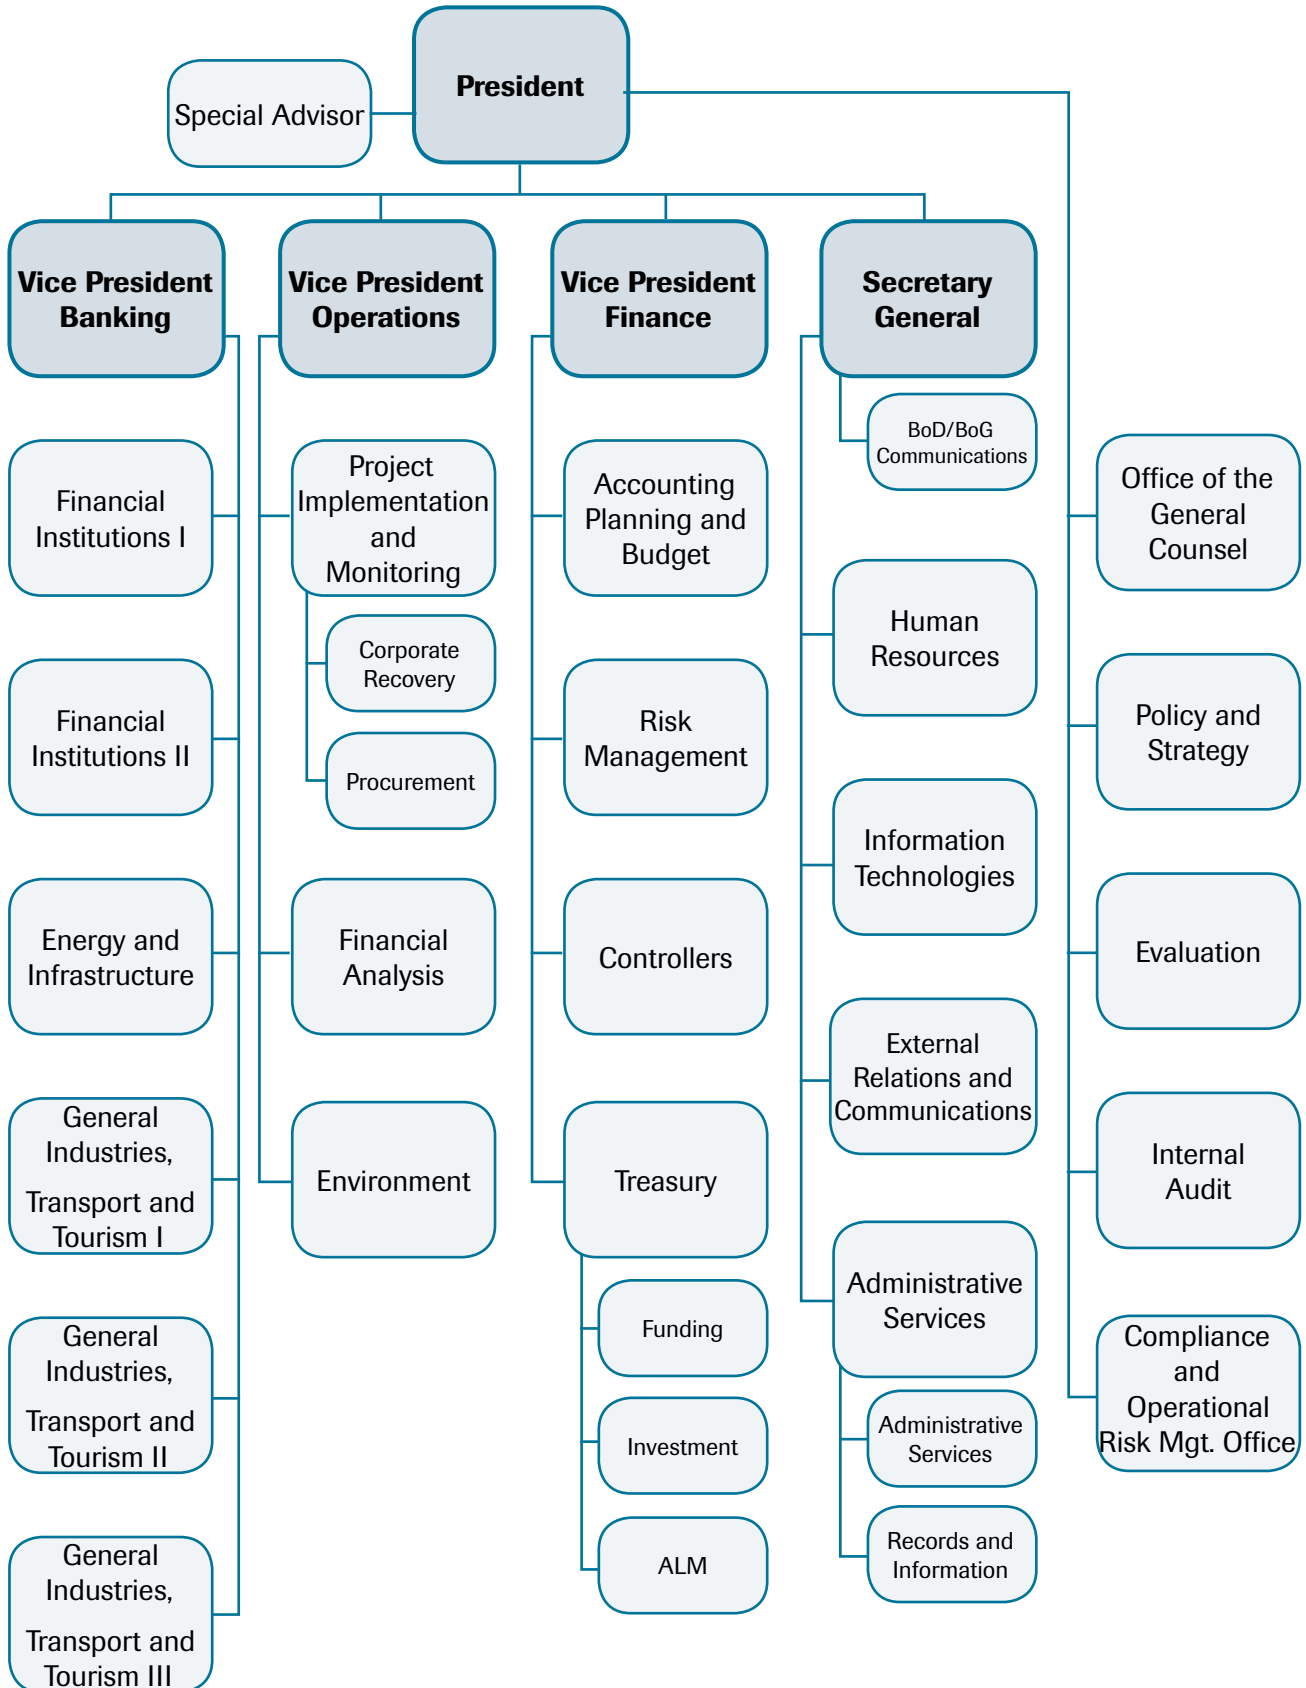 President
Special Advisor
Vice President
Banking
Financial
Institutions I
Financial
Institutions II
Energy and
Infrastructure
General
Industries,
Transport and
Tourism I
General
Industries,
Transport and
Tourism II
General
Industries,
Transport and
Tourism III
Vice President
Operations
Project
Implementation
and
Monitoring
Corporate
Recovery
Procurement
Financial
Analysis
Environment
Vice President
Finance
Accounting
Planning and
Budget
Risk
Management
Controllers
Treasury
Funding
Investment
ALM
Secretary
General
BoD/BoG
Communications
Human
Resources
Information
Technologies
External
Relations and
Communications
Administrative
Services
Administrative
Services
Records and
Information
Office of the
General
Counsel
Policy and
Strategy
Evaluation
Internal
Audit
Compliance
and
Operational
Risk Mgt. Office